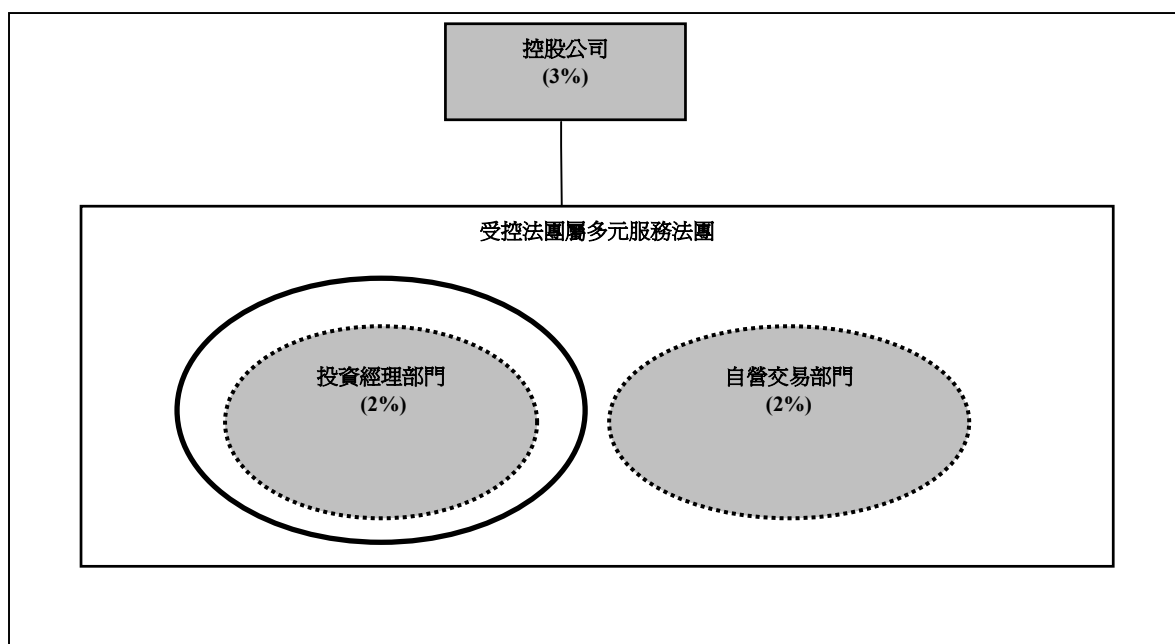 控股公司
(3%)
受控法團屬多元服務法團
投資經理部門
(2%)
自營交易部門
(2%)